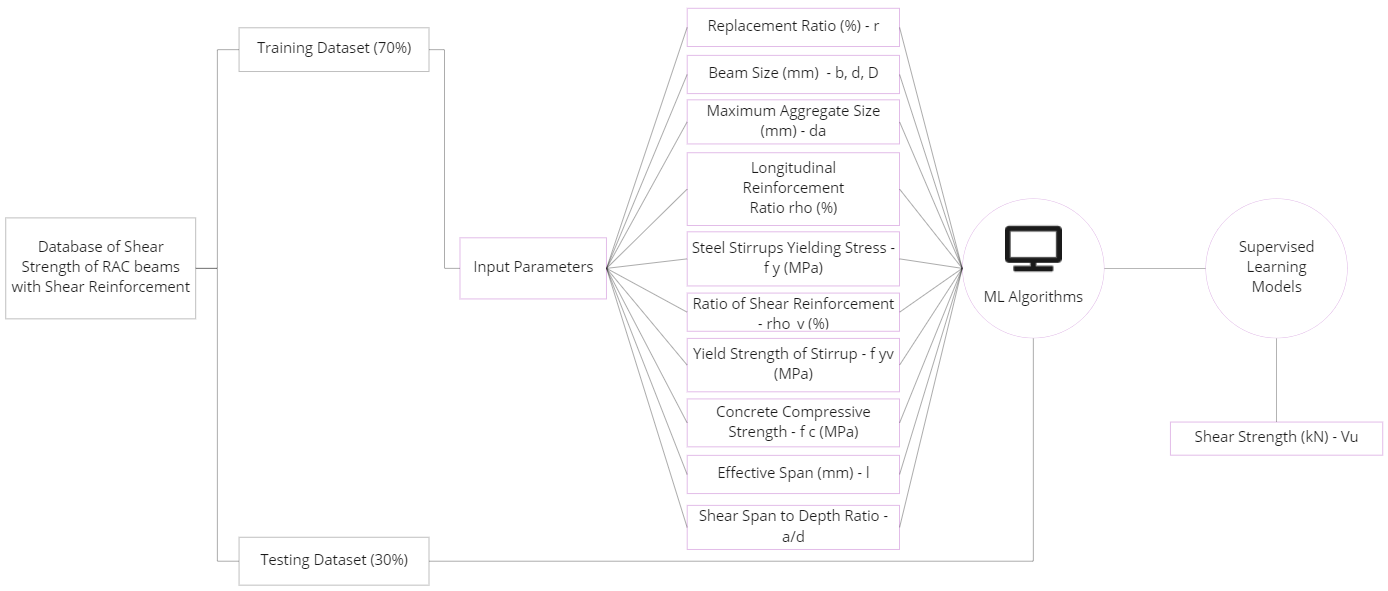 Database of Shear
Strength of RAC beams
with Shear Reinforcement
Training Dataset (70%)
Testing Dataset (30%)
Input Parameters
Replacement Ratio (%) - r
Beam Size (mm)  - b, d, D
Maximum Aggregate Size
(mm) - da
Longitudinal
Reinforcement
Ratio rho (%)
Steel Stirrups Yielding Stress -
f y (MPa)
Ratio of Shear Reinforcement
- rho_v (%)
Yield Strength of Stirrup - f yv
(MPa)
Concrete Compressive
Strength - f c (MPa)
Effective Span (mm) - l
Shear Span to Depth Ratio -
a/d
ML Algorithms
Supervised
Learning
Models
Shear Strength (kN) - Vu